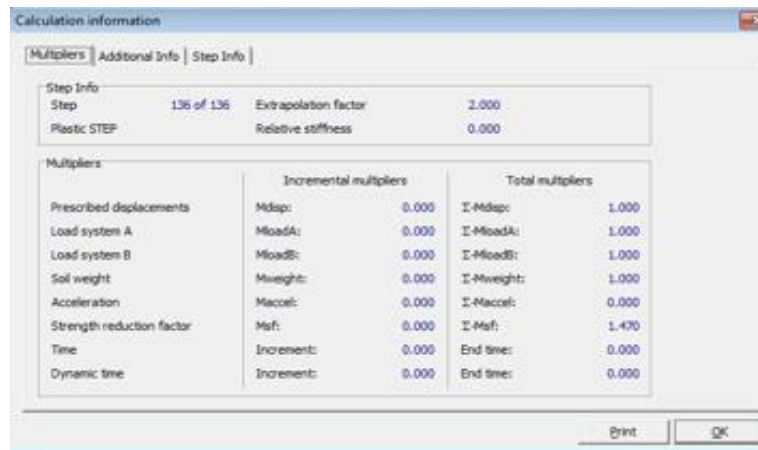 Calculation information
Multipliers Additional Info Step Info
Step Info
Step 136 of 136 Extrapolation factor 2.000
Plastic STEP Relative stiffness 0.000
Multipliers
Incremental multipliers Total multipliers
Prescribed displacements Mdisp: 0.000 Σ-Mdisp: 1.000
Load system A MloadA: 0.000 Σ-MloadA: 1.000
Load system B MloadB: 0.000 Σ-MloadB: 1.000
Soil weight Mweight: 0.000 Σ-Mweight: 1.000
Acceleration Maccel: 0.000 Σ-Maccel: 0.000
Strength reduction factor Msf: 0.000 Σ-Msf: 1.470
Time Increment: 0.000 End time: 0.000
Dynamic time Increment: 0.000 End time: 0.000
Print OK